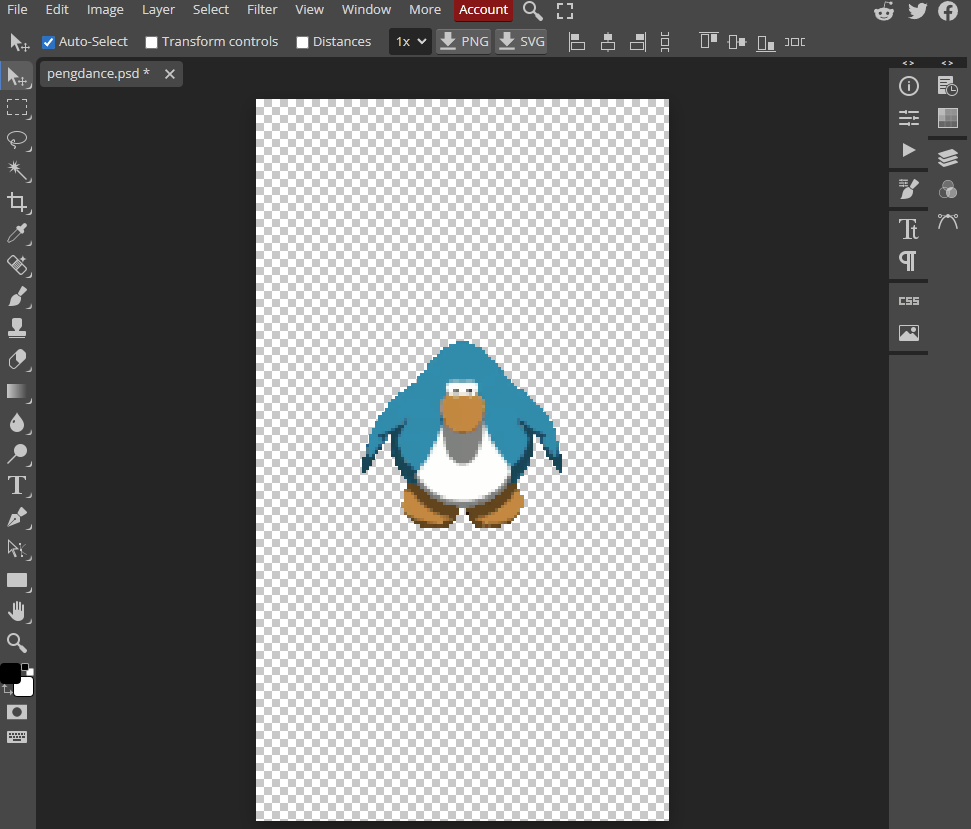 File Edit Image Layer Select Filter View Window More Account
Auto-Select Transform controls Distances 1x PNG SVG
pengdance.psd *
CSS